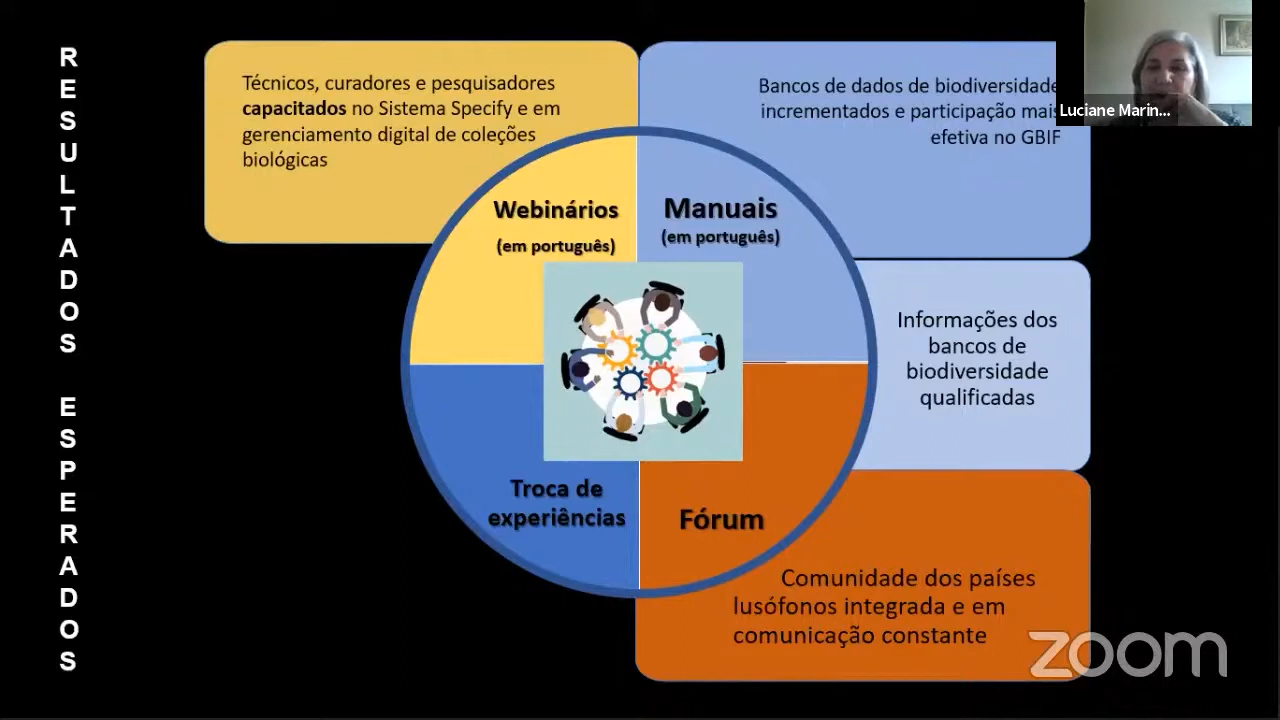 RESULTADOS ESPERADOS
Técnicos, curadores e pesquisadores
capacitados no Sistema Specify e em
gerenciamento digital de coleções
biológicas
Bancos de dados de biodiversidade
incrementados e participação mais
efetiva no GBIF
Luciane Marin...
Webinários
(em português)
Manuais
(em português)
Informações dos
bancos de
biodiversidade
qualificadas
Troca de
experiências
Fórum
Comunidade dos países
lusófonos integrada e em
comunicação constante
zoom